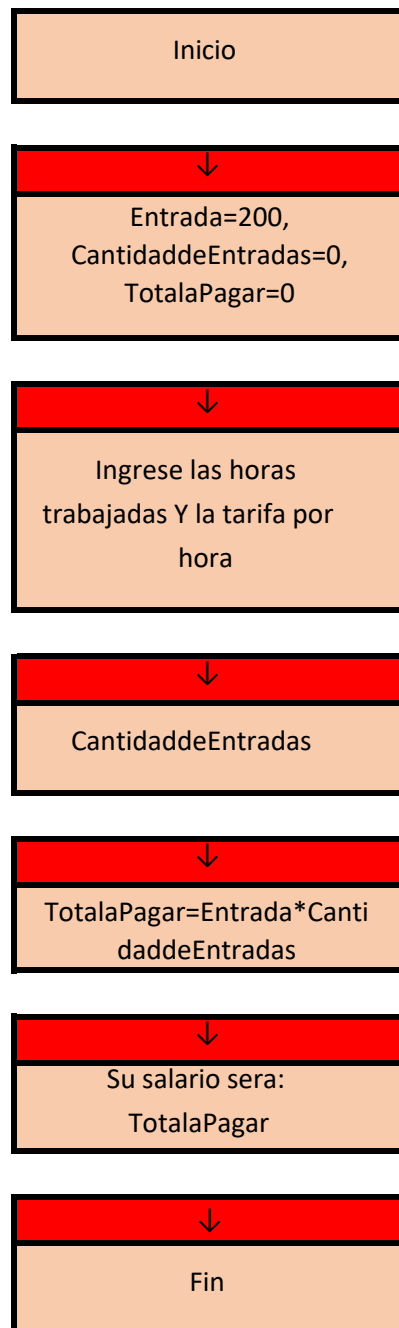 Inicio
↓
Entrada=200,
CantidaddeEntradas=0,
TotalaPagar=0
↓
Ingrese las horas
trabajadas Y la tarifa por
hora
↓
CantidaddeEntradas
↓
TotalaPagar=Entrada*Canti
daddeEntradas
↓
Su salario sera:
TotalaPagar
↓
Fin